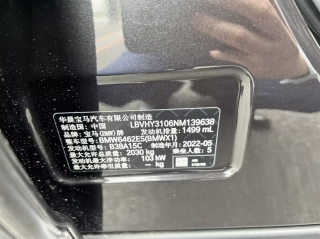 华晨宝马汽车有限公司制造
制造国：中国 LBVHY3106NM139638
品牌：宝马(BMW)牌 发动机排量：1499 mL
整车型号：BMW6462ES(BMWX1)
发动机型号：B38A15C 制造年月：2022-05
最大允许总质量：2030 kg 乘坐人数：5
发动机最大净功率：103 kW
最大允许牵引质量：— kg